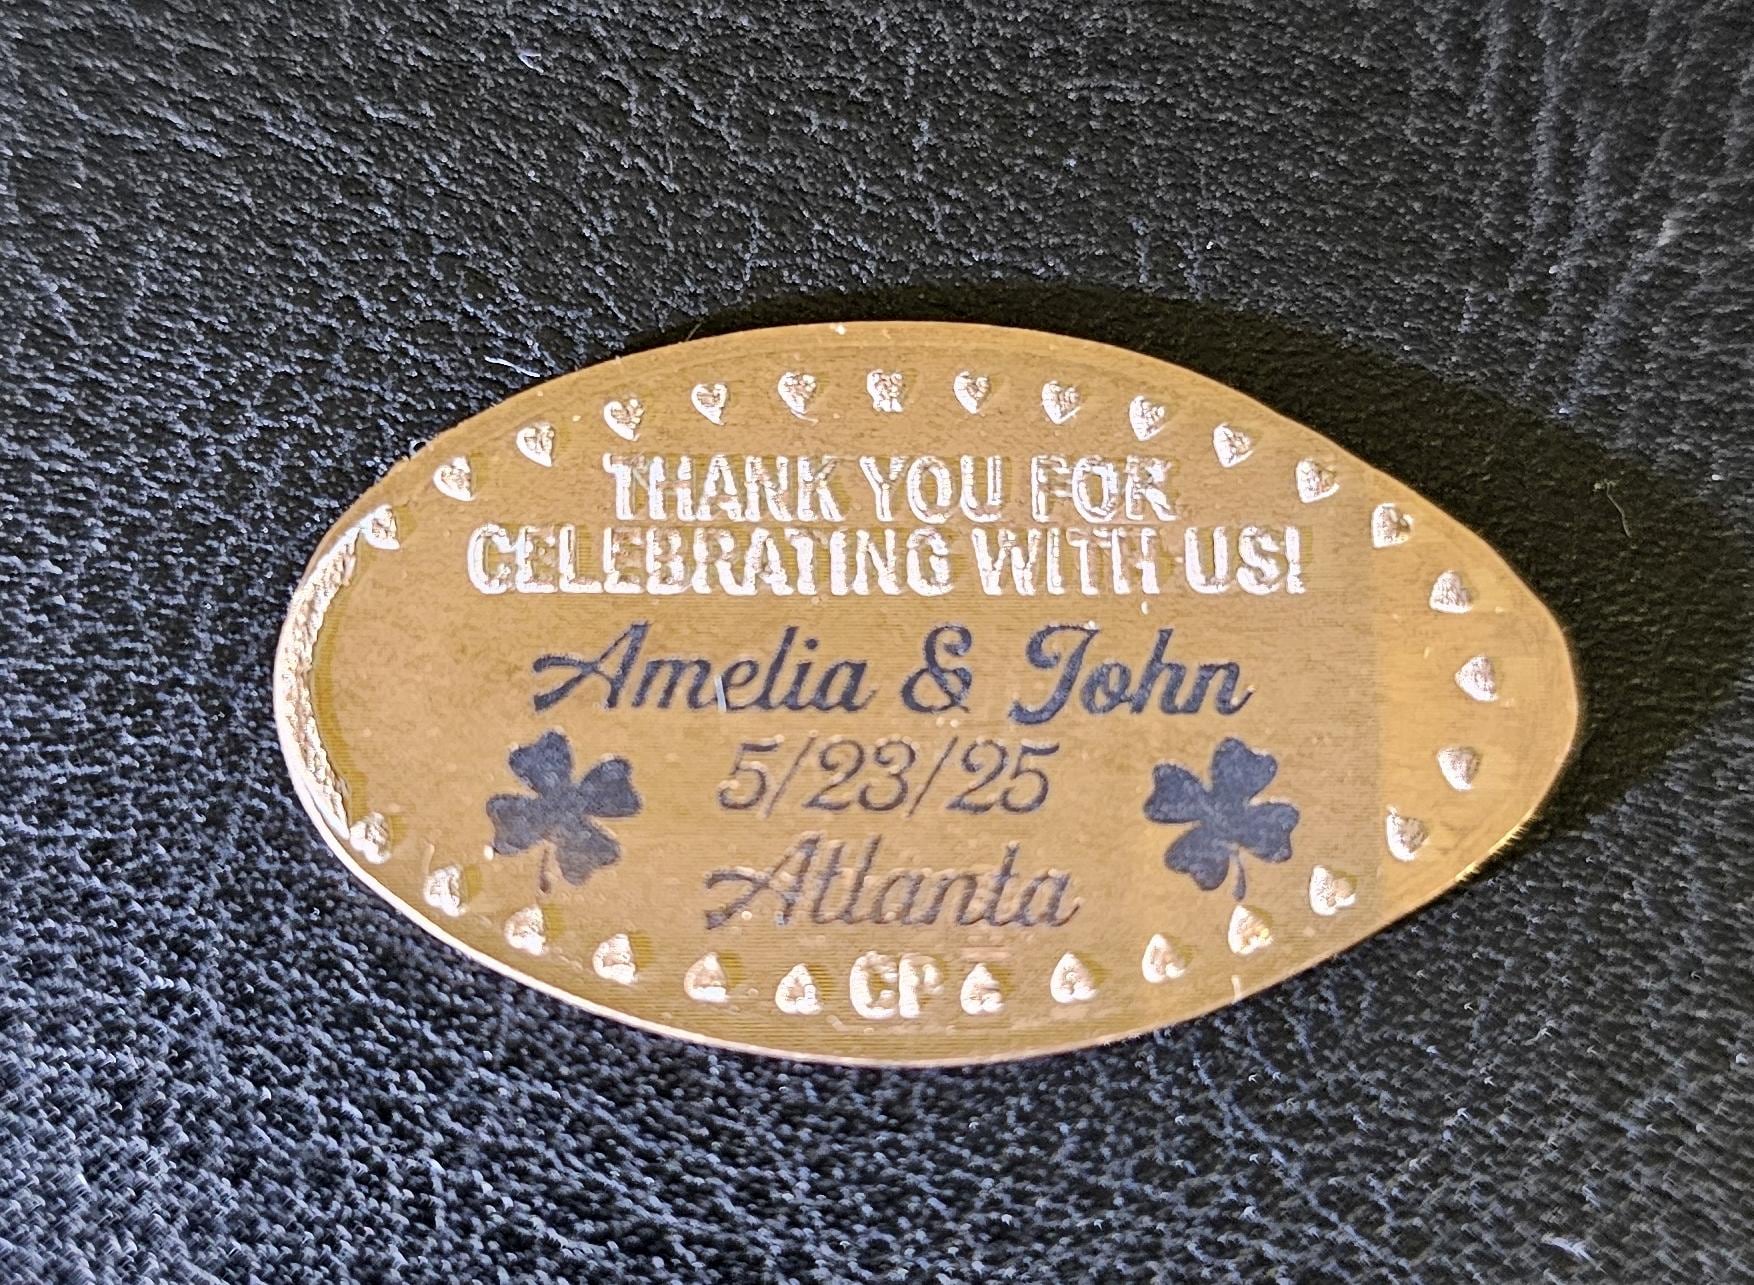 THANK YOU FOR
CELEBRATING WITH US!
Amelia & John
5/23/25
Atlanta
CP